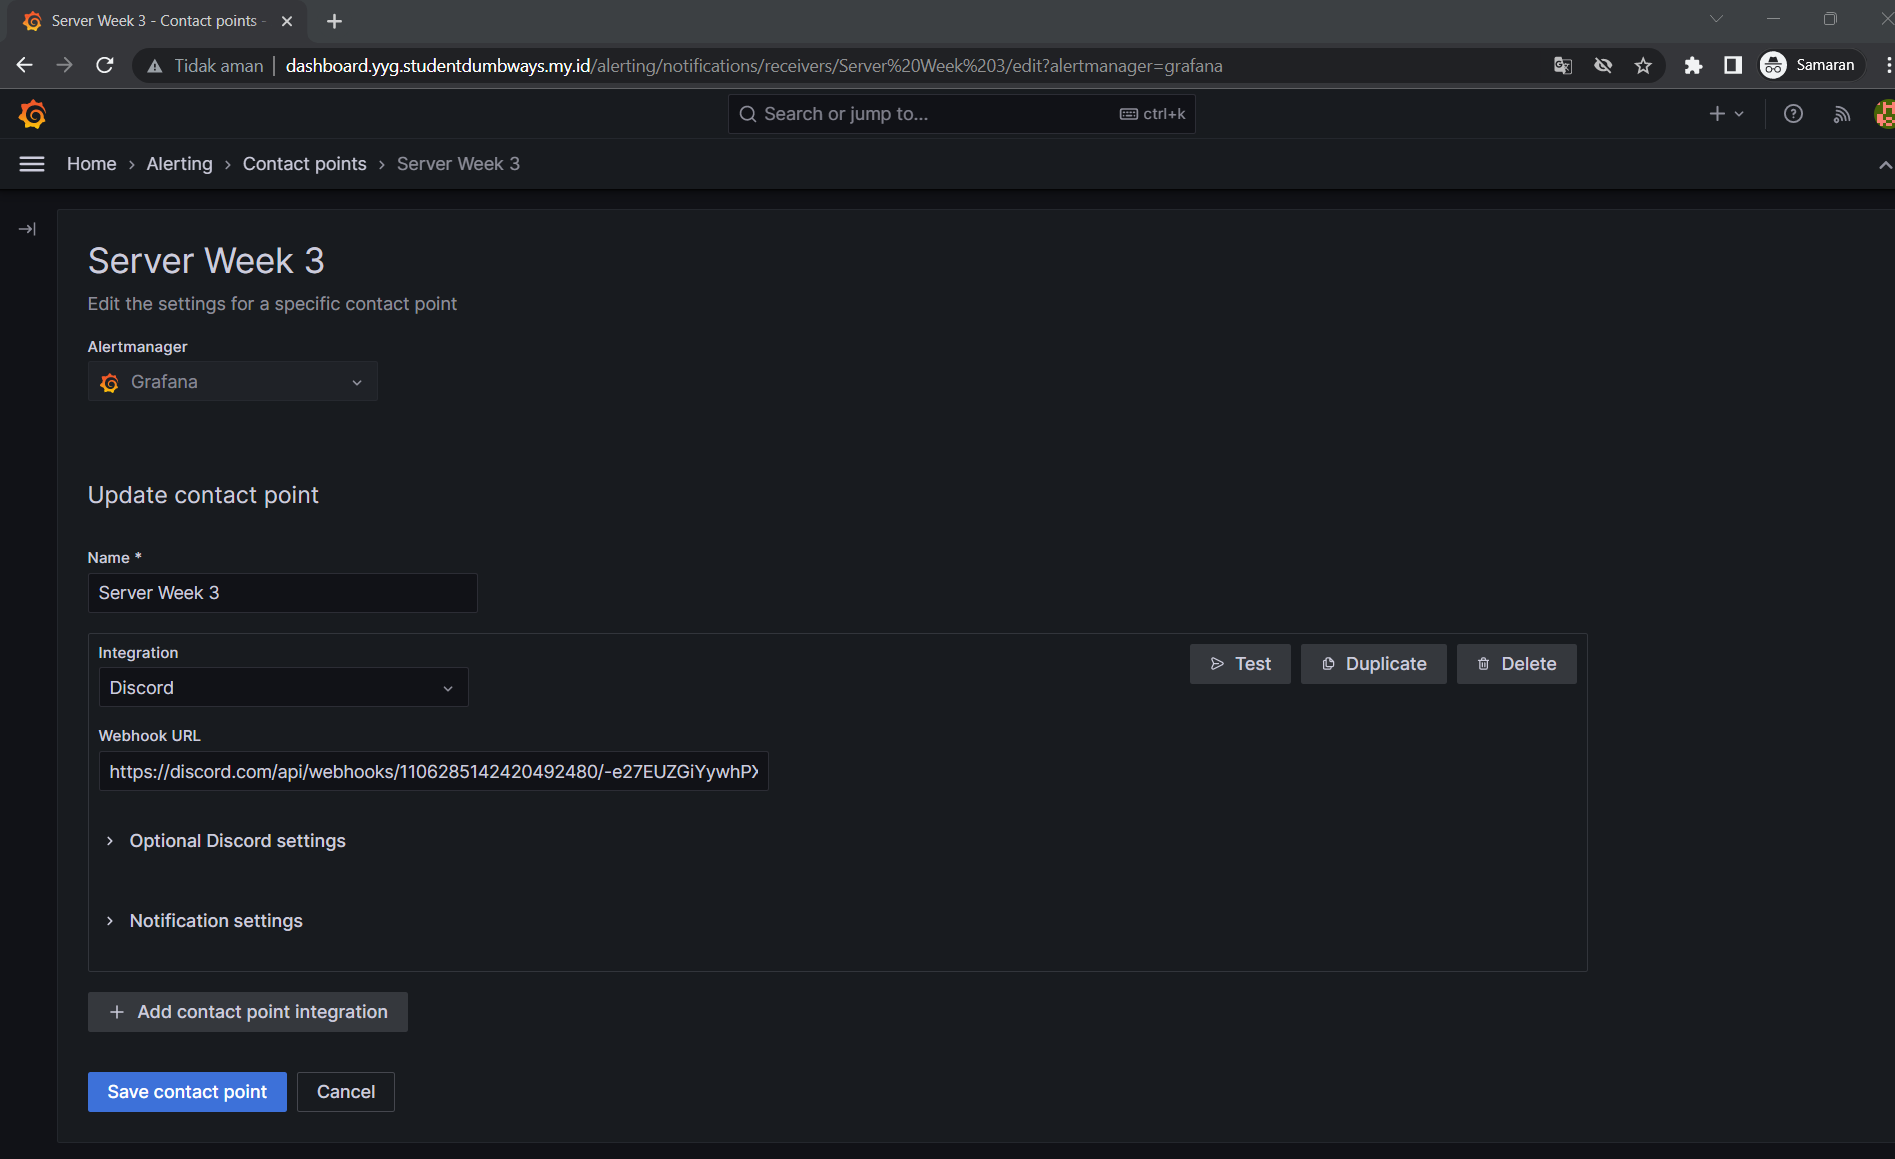 Server Week 3 - Contact points -
Tidak aman | dashboard.yyg.studentdumbways.my.id/alerting/notifications/receivers/Server%20Week%203/edit?alertmanager=grafana
Samaran
Search or jump to...
ctrl+k
Home › Alerting › Contact points › Server Week 3
Server Week 3
Edit the settings for a specific contact point
Alertmanager
Grafana
Update contact point
Name *
Server Week 3
Integration
Discord
Test
Duplicate
Delete
Webhook URL
https://discord.com/api/webhooks/1106285142420492480/-e27EUZGiYywhPX
Optional Discord settings
Notification settings
+ Add contact point integration
Save contact point
Cancel